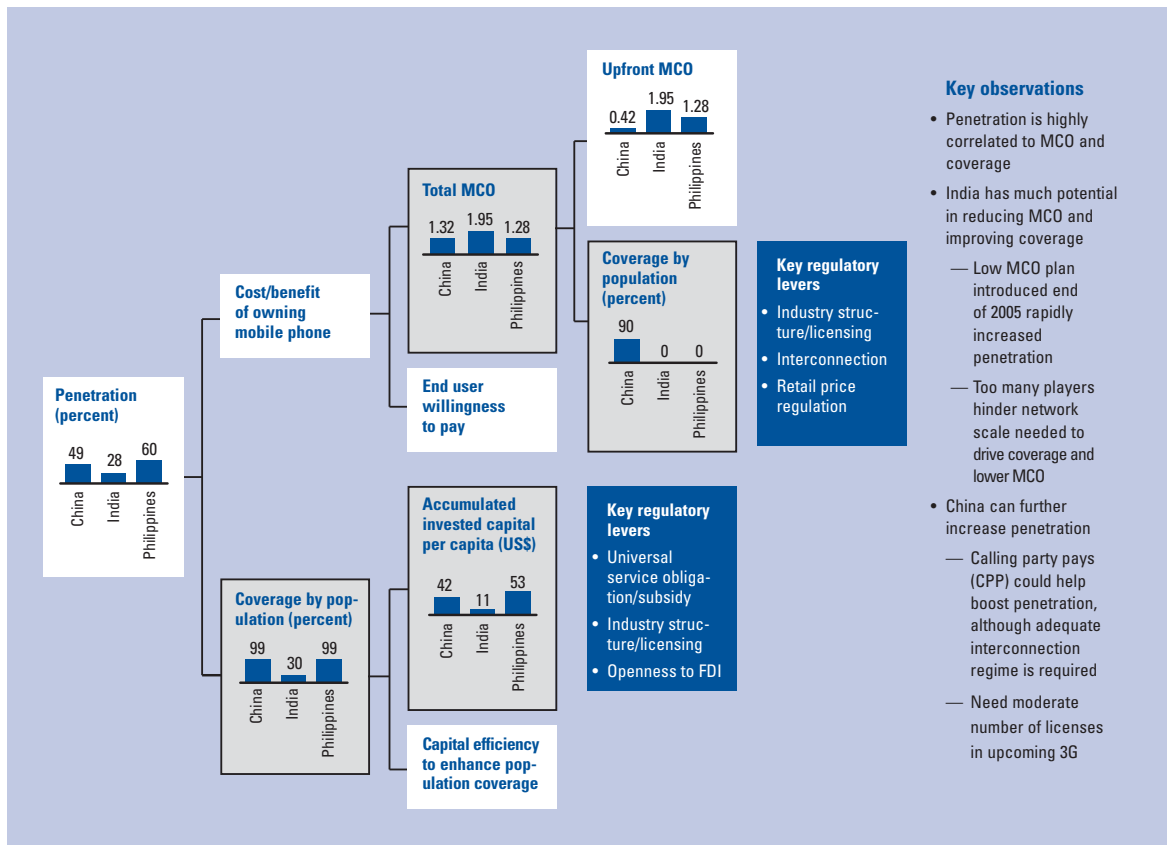 Penetration
(percent)
49
28
60
China
India
Philippines
Cost/benefit
of owning
mobile phone
Coverage by pop-
ulation (percent)
99
30
99
China
India
Philippines
Total MCO
1.32
1.95
1.28
China
India
Philippines
End user
willingness
to pay
Accumulated
invested capital
per capita (US$)
42
11
53
China
India
Philippines
Capital efficiency
to enhance pop-
ulation coverage
Upfront MCO
0.42
1.95
1.28
China
India
Philippines
Coverage by
population
(percent)
90
0
0
China
India
Philippines
Key regulatory
levers
• Industry struc-
ture/licensing
• Interconnection
• Retail price
regulation
Key regulatory
levers
• Universal
service obliga-
tion/subsidy
• Industry struc-
ture/licensing
• Openness to FDI
Key observations
• Penetration is highly
correlated to MCO and
coverage
• India has much potential
in reducing MCO and
improving coverage
— Low MCO plan
introduced end
of 2005 rapidly
increased
penetration
— Too many players
hinder network
scale needed to
drive coverage and
lower MCO
• China can further
increase penetration
— Calling party pays
(CPP) could help
boost penetration,
although adequate
interconnection
regime is required
— Need moderate
number of licenses
in upcoming 3G